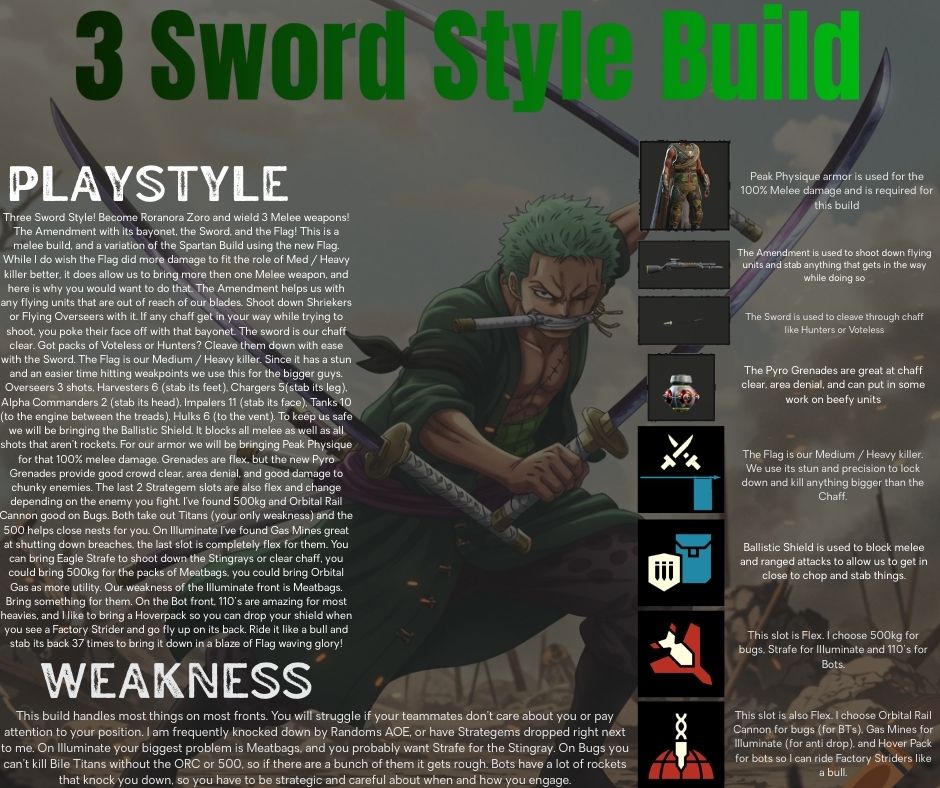 3 Sword Style Build
PLAYSTYLE
Three Sword Style! Become Roranora Zoro and wield 3 Melee weapons!
The Amendment with its bayonet, the Sword, and the Flag! This is a
melee build, and a variation of the Spartan Build using the new Flag.
While I do wish the Flag did more damage to fit the role of Med / Heavy
killer better, it does allow us to bring more then one Melee weapon, and
here is why you would want to do that. The Amendment helps us with
any flying units that are out of reach of our blades. Shoot down Shriekers
or Flying Overseers with it. If any chaff get in your way while trying to
shoot, you poke their face off with that bayonet. The sword is our chaff
clear. Got packs of Voteless or Hunters? Cleave them down with ease
with the Sword. The Flag is our Medium / Heavy killer. Since it has a stun
and an easier time hitting weakpoints we use this for the bigger guys.
Overseers 3 shots, Harvesters 6 (stab its feet), Chargers 5(stab its leg),
Alpha Commanders 2 (stab its head). Impalers 11 (stab its face), Tanks 10
(to the engine between the treads), Hulks 6 (to the vent). To keep us safe
we will be bringing the Ballistic Shield. It blocks all melee as well as all
shots that aren't rockets. For our armor we will be bringing Peak Physique
for that 100% melee damage. Grenades are flex, but the new Pyro
Grenades provide good crowd clear, area denial, and good damage to
chunky enemies. The last 2 Strategem slots are also flex and change
depending on the enemy you fight, I've found 500kg and Orbital Rail
Cannon good on Bugs. Both take out Titans (your only weakness) and the
500 helps close nests for you. On Illuminate I've found Gas Mines great
at shutting down breaches, the last slot is completely flex for them. You
can bring Eagle Strafe to shoot down the Stingrays or clear chaff, you
could bring 500kg for the packs of Meatbags, you could bring Orbital
Gas as more utility. Our weakness of the Illuminate front is Meatbags.
Bring something for them. On the Bot front, 110's are amazing for most
heavies, and I like to bring a Hoverpack so you can drop your shield when
you see a Factory Strider and go fly up on its back. Ride it like a bull and
stab its back 37 times to bring it down in a blaze of Flag waving glory!
WEAKNESS
This build handles most things on most fronts. You will struggle if your teammates don't care about you or pay
attention to your position. I am frequently knocked down by Randoms AOE, or have Strategems dropped right next
to me. On Illuminate your biggest problem is Meatbags, and you probably want Strafe for the Stingray. On Bugs you
can't kill Bile Titans without the ORC or 500, so if there are a bunch of them it gets rough. Bots have a lot of rockets
that knock you down, so you have to be strategic and careful about when and how you engage.
Peak Physique armor is used for the
100% Melee damage and is required for
this build
The Amendment is used to shoot down flying
units and stab anything that gets in the way
while doing so
The Sword is used to cleave through chaff
like Hunters or Voteless
The Pyro Grenades are great at chaff
clear, area denial, and can put in some
work on beefy units
The Flag is our Medium / Heavy killer.
We use its stun and precision to lock
down and kill anything bigger than the
Chaff.
Ballistic Shield is used to block melee
and ranged attacks to allow us to get in
close to chop and stab things.
This slot is Flex. I choose 500kg for
bugs, Strafe for Illuminate and 110's for
Bots.
This slot is also Flex. I choose Orbital Rail
Cannon for bugs (for BTs). Gas Mines for
Illuminate (for anti drop). and Hover Pack
for bots so I can ride Factory Striders like
a bull.